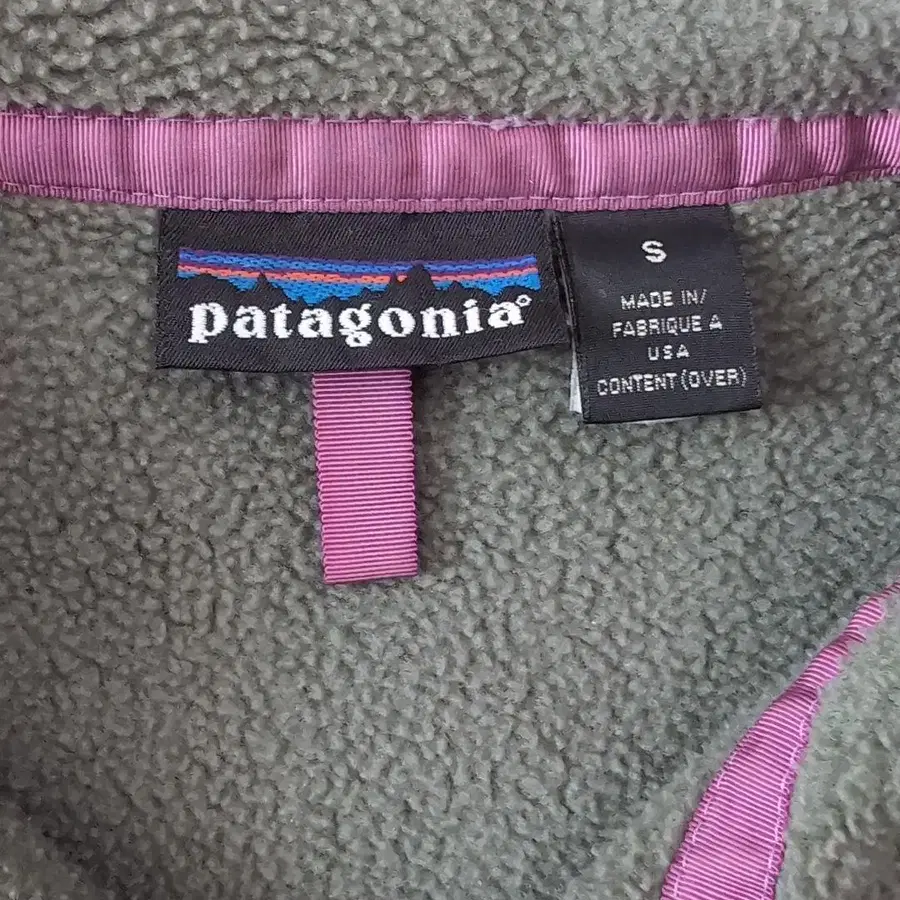 patagonia®
S
MADE IN/
FABRIQUE A
USA
CONTENT (OVER)